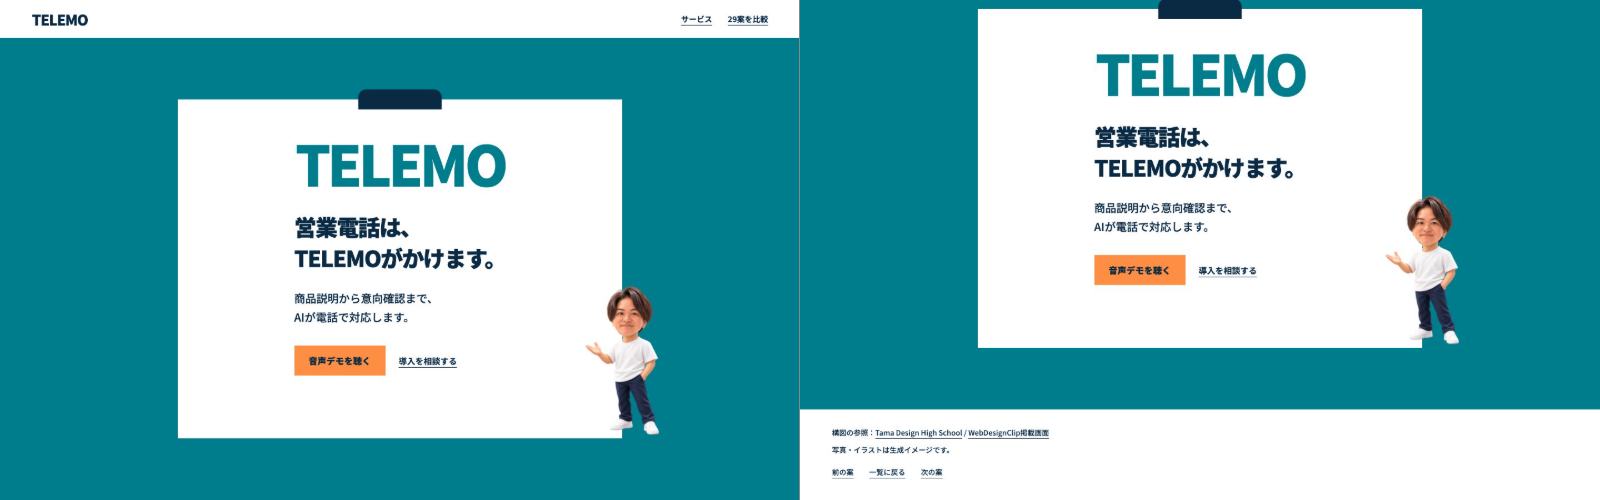 TELEMO
サービス 29案を比較
TELEMO
営業電話は、
TELEMOがかけます。
商品説明から意向確認まで、
AIが電話で対応します。
音声デモを聴く 導入を相談する
TELEMO
営業電話は、
TELEMOがかけます。
商品説明から意向確認まで、
AIが電話で対応します。
音声デモを聴く 導入を相談する
構図の参照：Tama Design High School / WebDesignClip掲載画面
写真・イラストは生成イメージです。
前の案 一覧に戻る 次の案